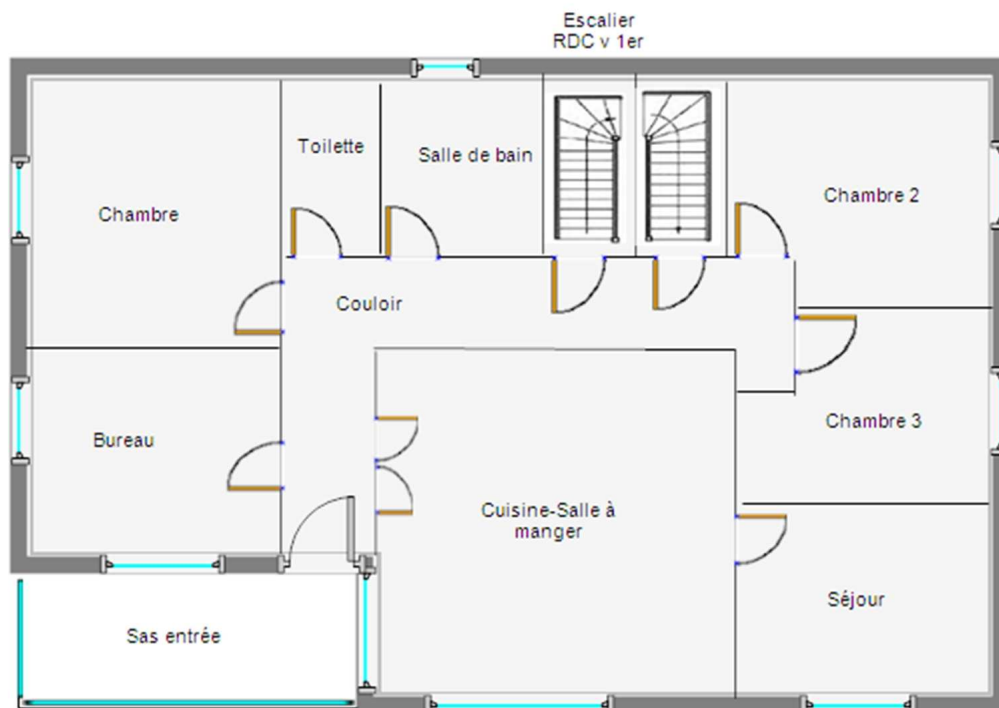 Escalier
RDC v 1er
Toilette
Salle de bain
Chambre
Chambre 2
Couloir
Bureau
Chambre 3
Cuisine-Salle à
manger
Séjour
Sas entrée